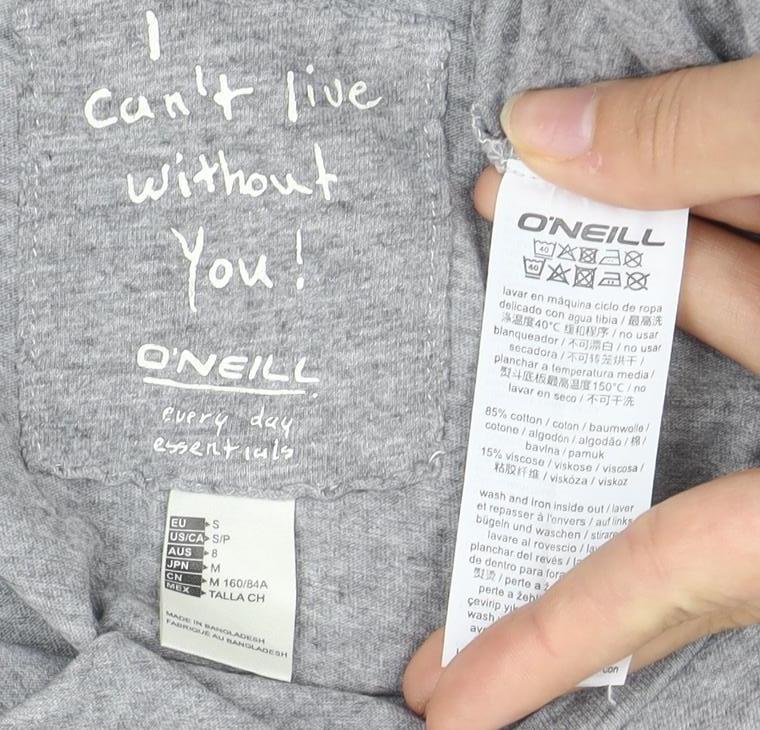 I
can't live
without
you!
O'NEILL
every day
essentials
EU S
US/CA S/P
AUS 8
JPN M
CN M 160/84A
MEX TALLA CH
MADE IN BANGLADESH
FABRIQUÉ AU BANGLADESH
O'NEILL
40
40
lavar en máquina ciclo de ropa
delicado con agua tibia / 最高洗
涤温度40°C 缓和程序 / no usar
blanqueador / 不可漂白 / no usar
secadora / 不可转笼烘干 /
planchar a temperatura media /
熨斗底板最高温度150°C / no
lavar en seco / 不可干洗
85% cotton / coton / baumwolle /
cotone / algodón / algodão / 棉 /
bavlna / pamuk
15% viscose / viskose / viscosa /
粘胶纤维 / viskóza / viskoz
wash and iron inside out / laver
et repasser à l'envers / auf links
bügeln und waschen /
lavare al rovescio /
planchar del revés /
de dentro para
熨烫 / perte a
perte a
çevirip
wash